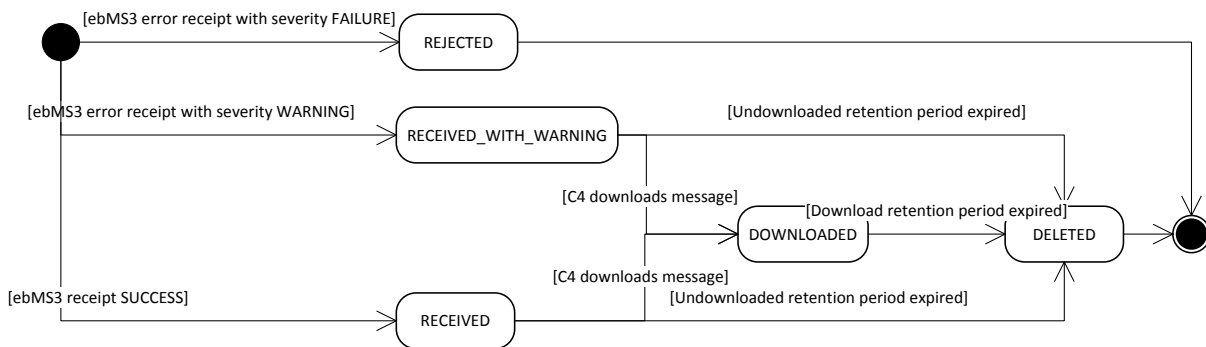 [ebMS3 error receipt with severity FAILURE]
REJECTED
[ebMS3 error receipt with severity WARNING]
[Undownloaded retention period expired]
RECEIVED_WITH_WARNING
[C4 downloads message]
[Download retention period expired]
DOWNLOADED
DELETED
[C4 downloads message]
[ebMS3 receipt SUCCESS]
[Undownloaded retention period expired]
RECEIVED